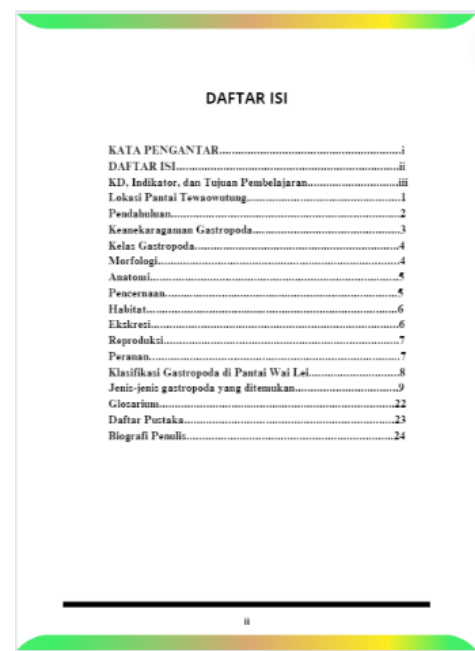 DAFTAR ISI
KATA PENGANTAR.....i
DAFTAR ISI.....ii
KD, Indikator, dan Tujuan Pembelajaran.....iii
Lokasi Pantai Tewaowutung.....1
Pendahuluan.....2
Keanekaragaman Gastropoda.....3
Kelas Gastropoda.....4
Morfologi.....4
Anatomi.....5
Pencernaan.....5
Habitat.....6
Ekskresi.....6
Reproduksi.....7
Peranan.....7
Klasifikasi Gastropoda di Pantai Wai Lei.....8
Jenis-jenis gastropoda yang ditemukan.....9
Glosarium.....22
Daftar Pustaka.....23
Biografi Penulis.....24
ii